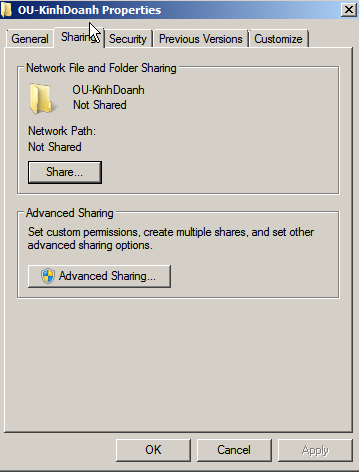 OU-KinhDoanh Properties
General Sharing Security Previous Versions Customize
Network File and Folder Sharing
OU-KinhDoanh
Not Shared
Network Path:
Not Shared
Share...
Advanced Sharing
Set custom permissions, create multiple shares, and set other
advanced sharing options.
Advanced Sharing...
OK Cancel Apply